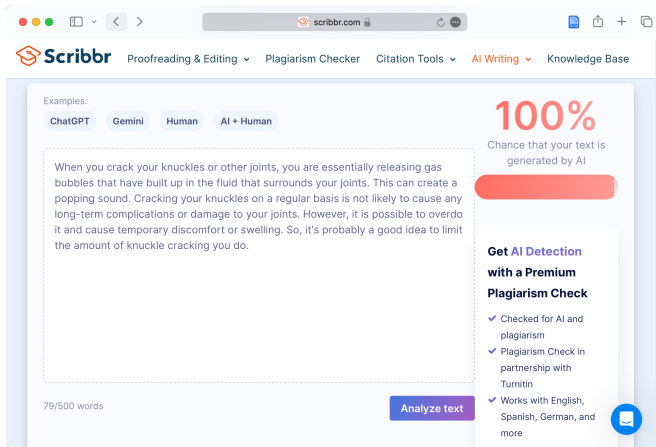 scribbr.com
Scribbr
Proofreading & Editing
Plagiarism Checker
Citation Tools
AI Writing
Knowledge Base
Examples:
ChatGPT
Gemini
Human
AI + Human
When you crack your knuckles or other joints, you are essentially releasing gas
bubbles that have built up in the fluid that surrounds your joints. This can create a
popping sound. Cracking your knuckles on a regular basis is not likely to cause any
long-term complications or damage to your joints. However, it is possible to overdo
it and cause temporary discomfort or swelling. So, it's probably a good idea to limit
the amount of knuckle cracking you do.
79/500 words
Analyze text
100%
Chance that your text is
generated by AI
Get AI Detection
with a Premium
Plagiarism Check
Checked for AI and
plagiarism
Plagiarism Check in
partnership with
Turnitin
Works with English,
Spanish, German, and
more